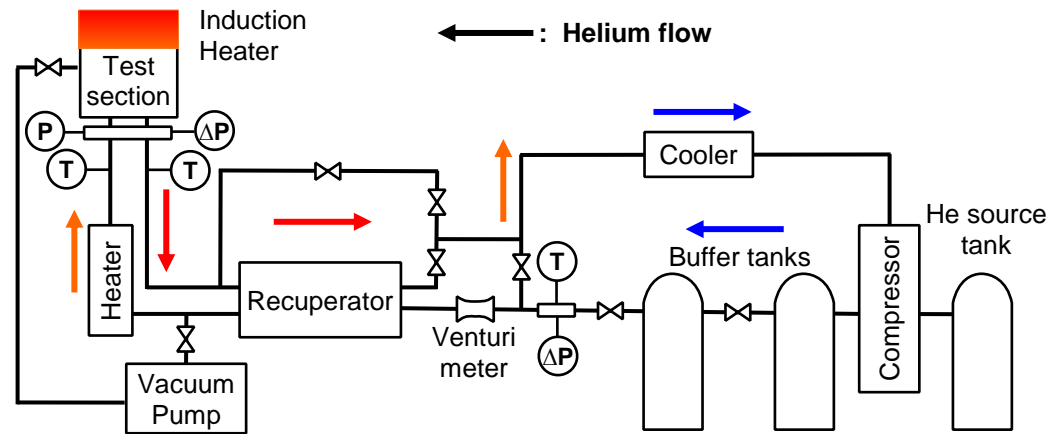 Induction
Heater
: Helium flow
Test
section
P
ΔP
T
T
Cooler
He source
tank
Buffer tanks
Heater
Recuperator
T
Venturi
meter
ΔP
Compressor
Vacuum
Pump